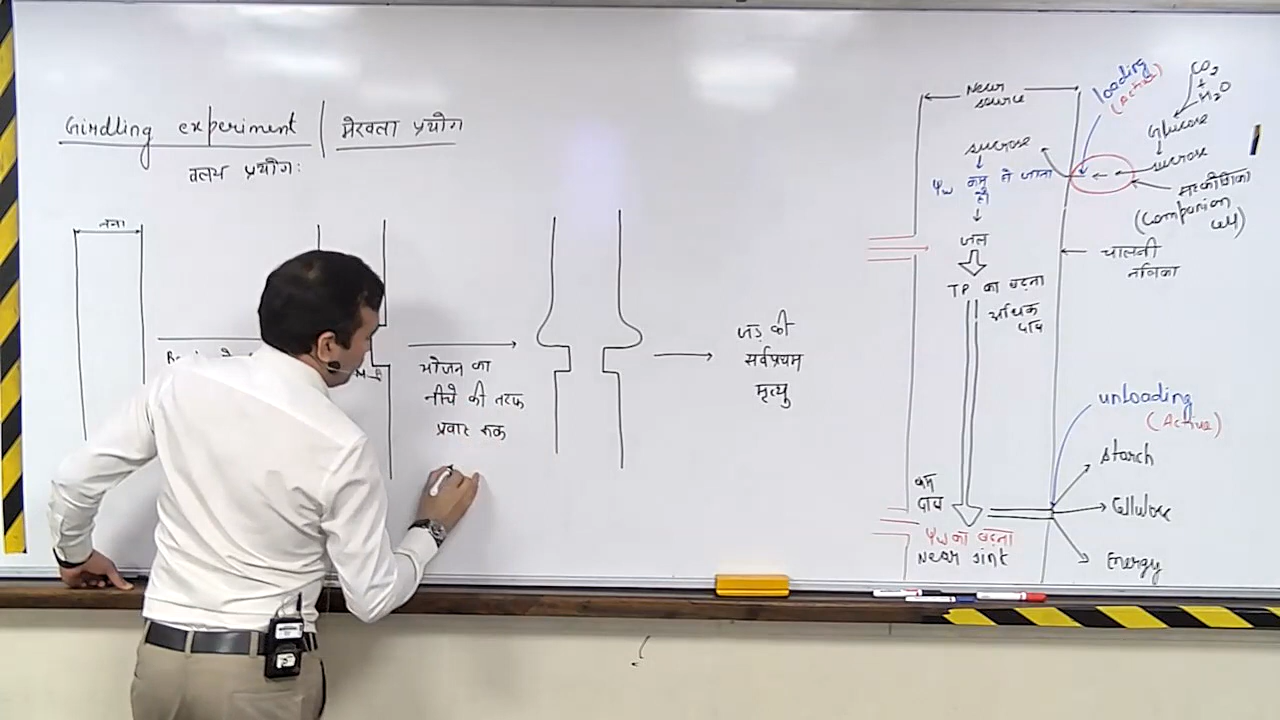 Girdling experiment | मेखला प्रयोग
वलय प्रयोगः
तना
भोजन का
नीचे की तरफ
प्रवाह रूक
जड़ की
सर्वप्रथम
मृत्यु
Near
source
sucrose
ψw कम हो जाना
जल
TP का बढ़ना
अधिक
दाब
कम
दाब
ψw का बढ़ना
Near sink
loading
(Active)
CO2
+
H2O
Glucose
sucrose
सहकोशिका
(Companion
cell)
चालनी
नलिका
unloading
(Active)
Starch
Cellulose
Energy